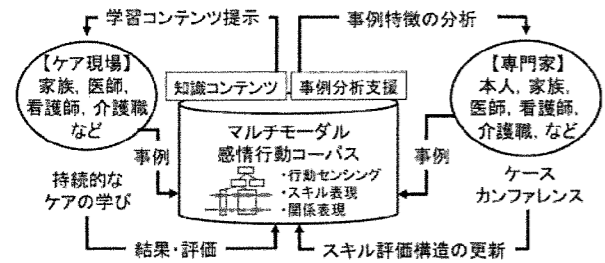 学習コンテンツ提示
事例特徴の分析
【ケア現場】
家族, 医師,
看護師, 介護職
など
知識コンテンツ
事例分析支援
【専門家】
本人, 家族,
医師, 看護師,
介護職, など
マルチモーダル
感情行動コーパス
・行動センシング
・スキル表現
・関係表現
事例
事例
持続的な
ケアの学び
ケース
カンファレンス
結果・評価
スキル評価構造の更新